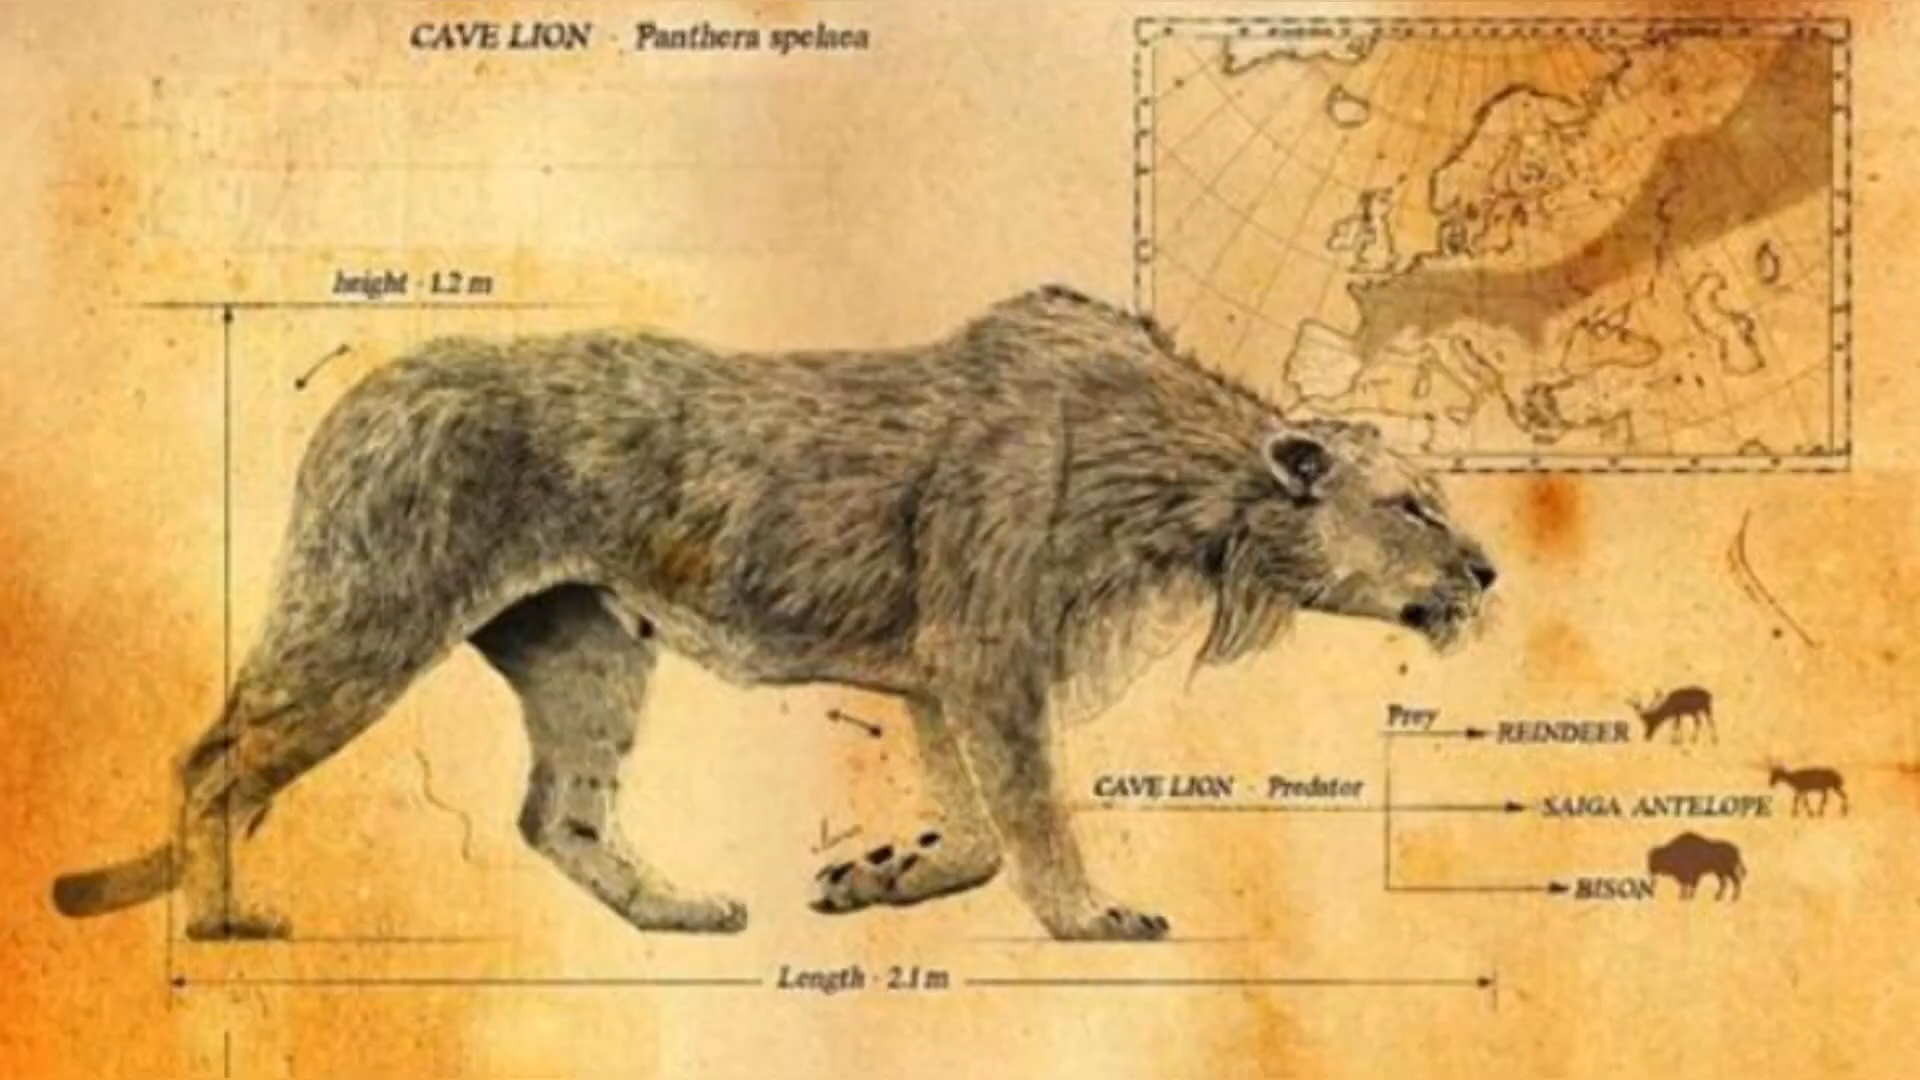 CAVE LION · Panthera spelaea
height · 1.2 m
Prey
REINDEER
CAVE LION · Predator
SAIGA ANTELOPE
BISON
Length · 2.1 m